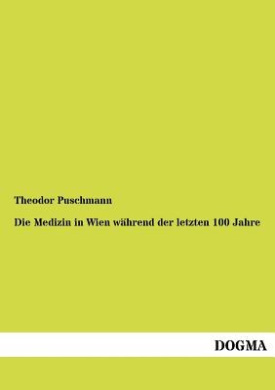 Theodor Puschmann
Die Medizin in Wien während der letzten 100 Jahre
DOGMA